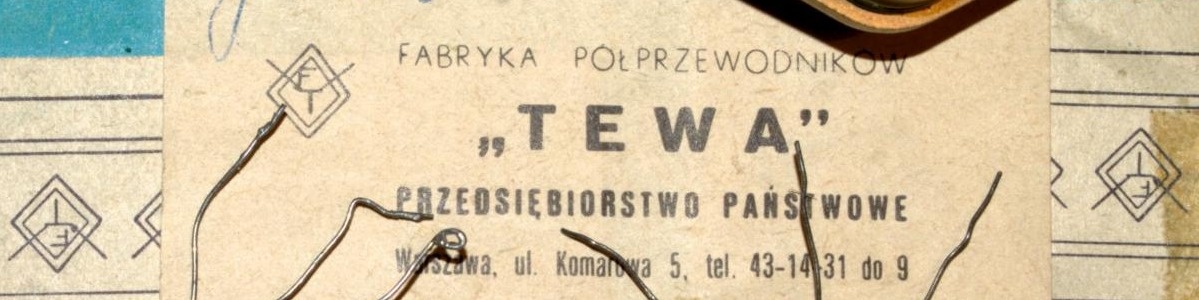 FABRYKA PÓŁPRZEWODNIKÓW
„TEWA”
PRZEDSIĘBIORSTWO PAŃSTWOWE
Warszawa, ul. Komarowa 5, tel. 43-14-31 do 9